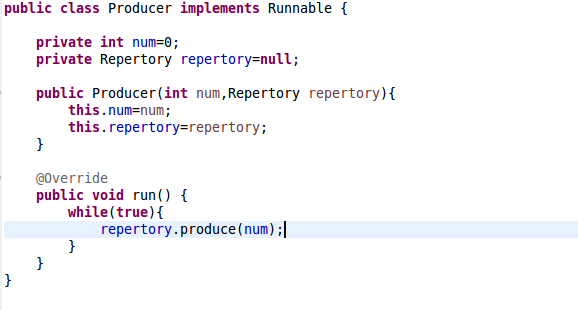 public class Producer implements Runnable {
private int num=0;
private Repertory repertory=null;
public Producer(int num,Repertory repertory){
this.num=num;
this.repertory=repertory;
}
@Override
public void run() {
while(true){
repertory.produce(num);
}
}
}